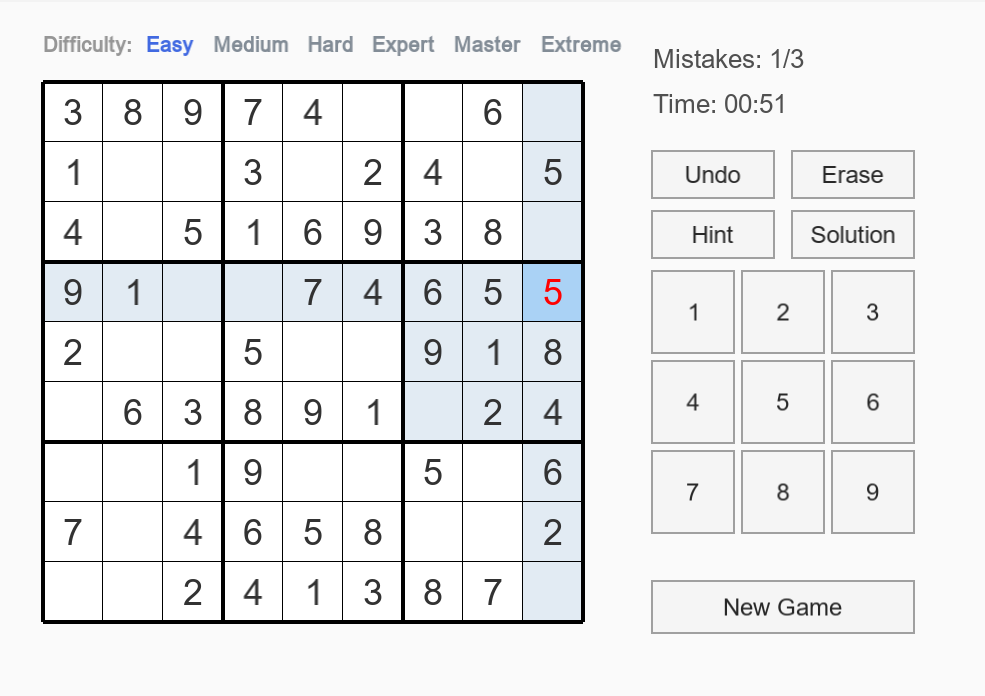 Difficulty: Easy Medium Hard Expert Master Extreme
Mistakes: 1/3
Time: 00:51
3 8 9 7 4 6
1 3 2 4 5
4 5 1 6 9 3 8
9 1 7 4 6 5 5
2 5 9 1 8
6 3 8 9 1 2 4
1 9 5 6
7 4 6 5 8 2
2 4 1 3 8 7
Undo Erase
Hint Solution
1 2 3
4 5 6
7 8 9
New Game